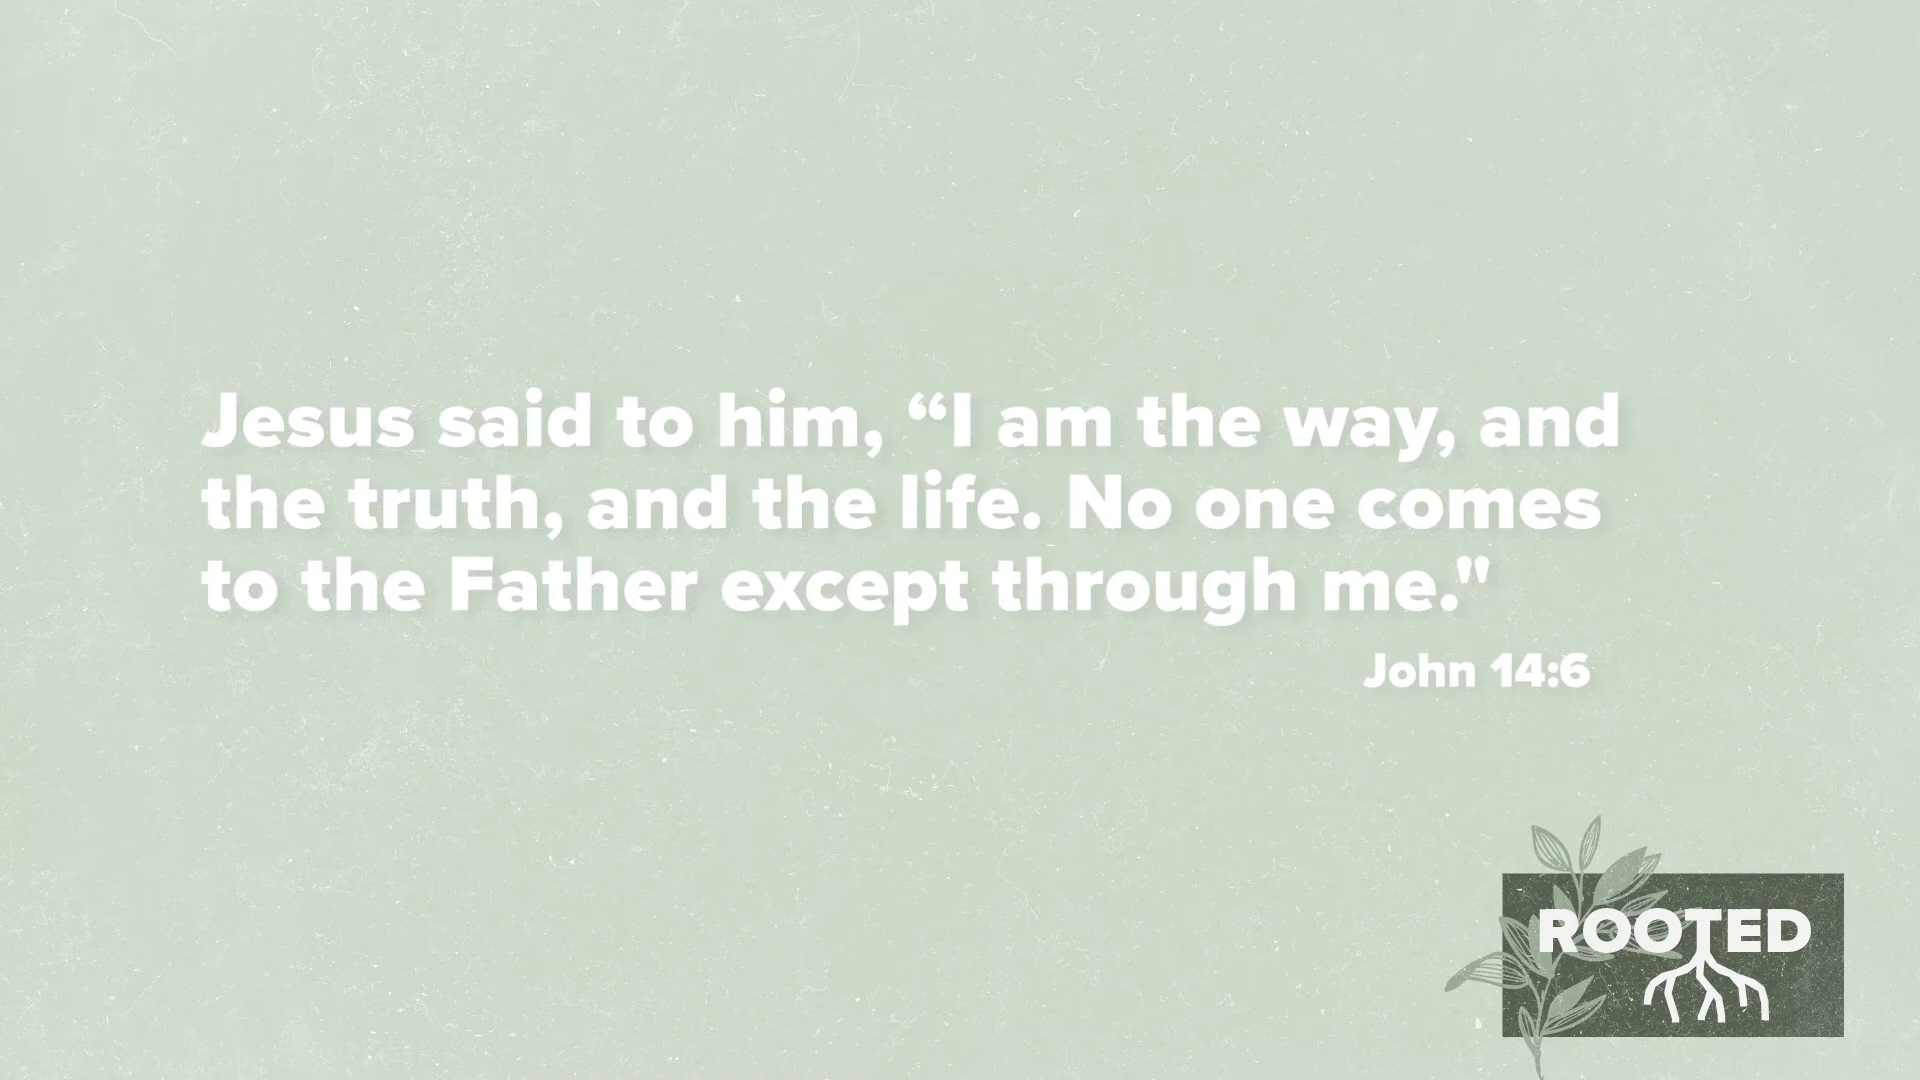 Jesus said to him, “I am the way, and
the truth, and the life. No one comes
to the Father except through me."
John 14:6
ROOTED